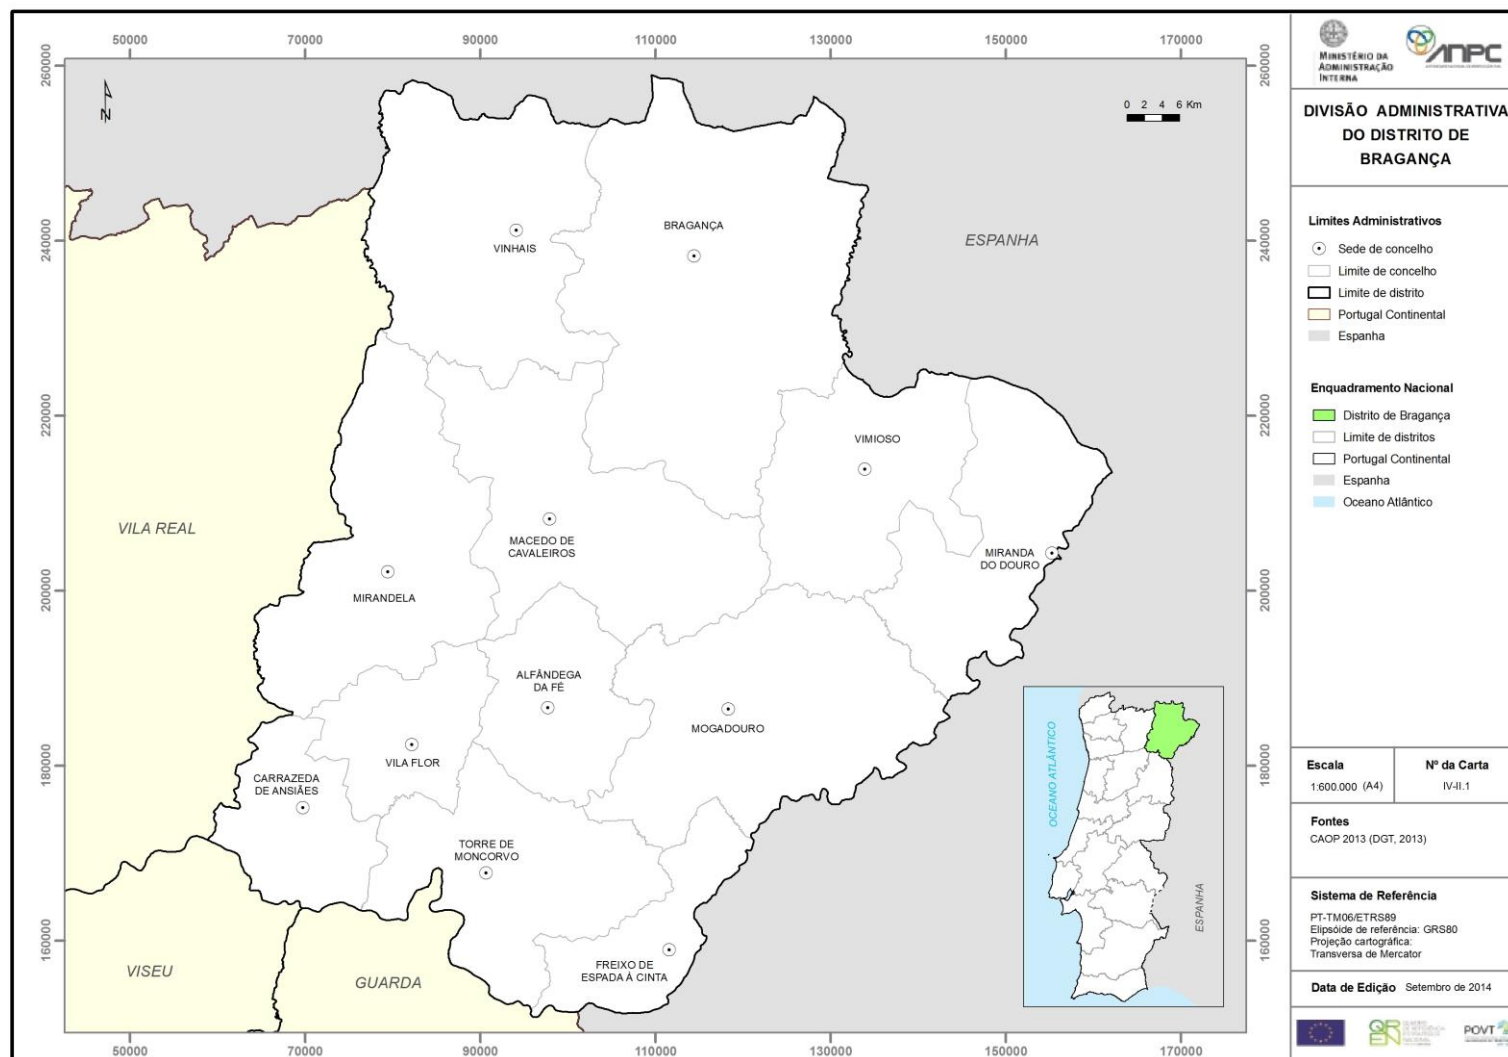 50000 70000 90000 110000 130000 150000 170000
260000 240000 220000 200000 180000 160000
260000 240000 220000 200000 180000 160000
50000 70000 90000 110000 130000 150000 170000
N
0 2 4 6 Km
ESPANHA
VINHAIS
BRAGANÇA
VIMIOSO
VILA REAL
MACEDO DE
CAVALEIROS
MIRANDA
DO DOURO
MIRANDELA
ALFÂNDEGA
DA FÉ
MOGADOURO
VILA FLOR
CARRAZEDA
DE ANSIÃES
TORRE DE
MONCORVO
FREIXO DE
ESPADA À CINTA
VISEU
GUARDA
OCEANO ATLÂNTICO
ESPANHA
MINISTÉRIO DA
ADMINISTRAÇÃO
INTERNA
ANPC
DIVISÃO ADMINISTRATIVA
DO DISTRITO DE
BRAGANÇA
Limites Administrativos
Sede de concelho
Limite de concelho
Limite de distrito
Portugal Continental
Espanha
Enquadramento Nacional
Distrito de Bragança
Limite de distritos
Portugal Continental
Espanha
Oceano Atlântico
Escala
1:600.000 (A4)
Nº da Carta
IV-II.1
Fontes
CAOP 2013 (DGT, 2013)
Sistema de Referência
PT-TM06/ETRS89
Elipsóide de referência: GRS80
Projeção cartográfica:
Transversa de Mercator
Data de Edição Setembro de 2014
QREN
POVT